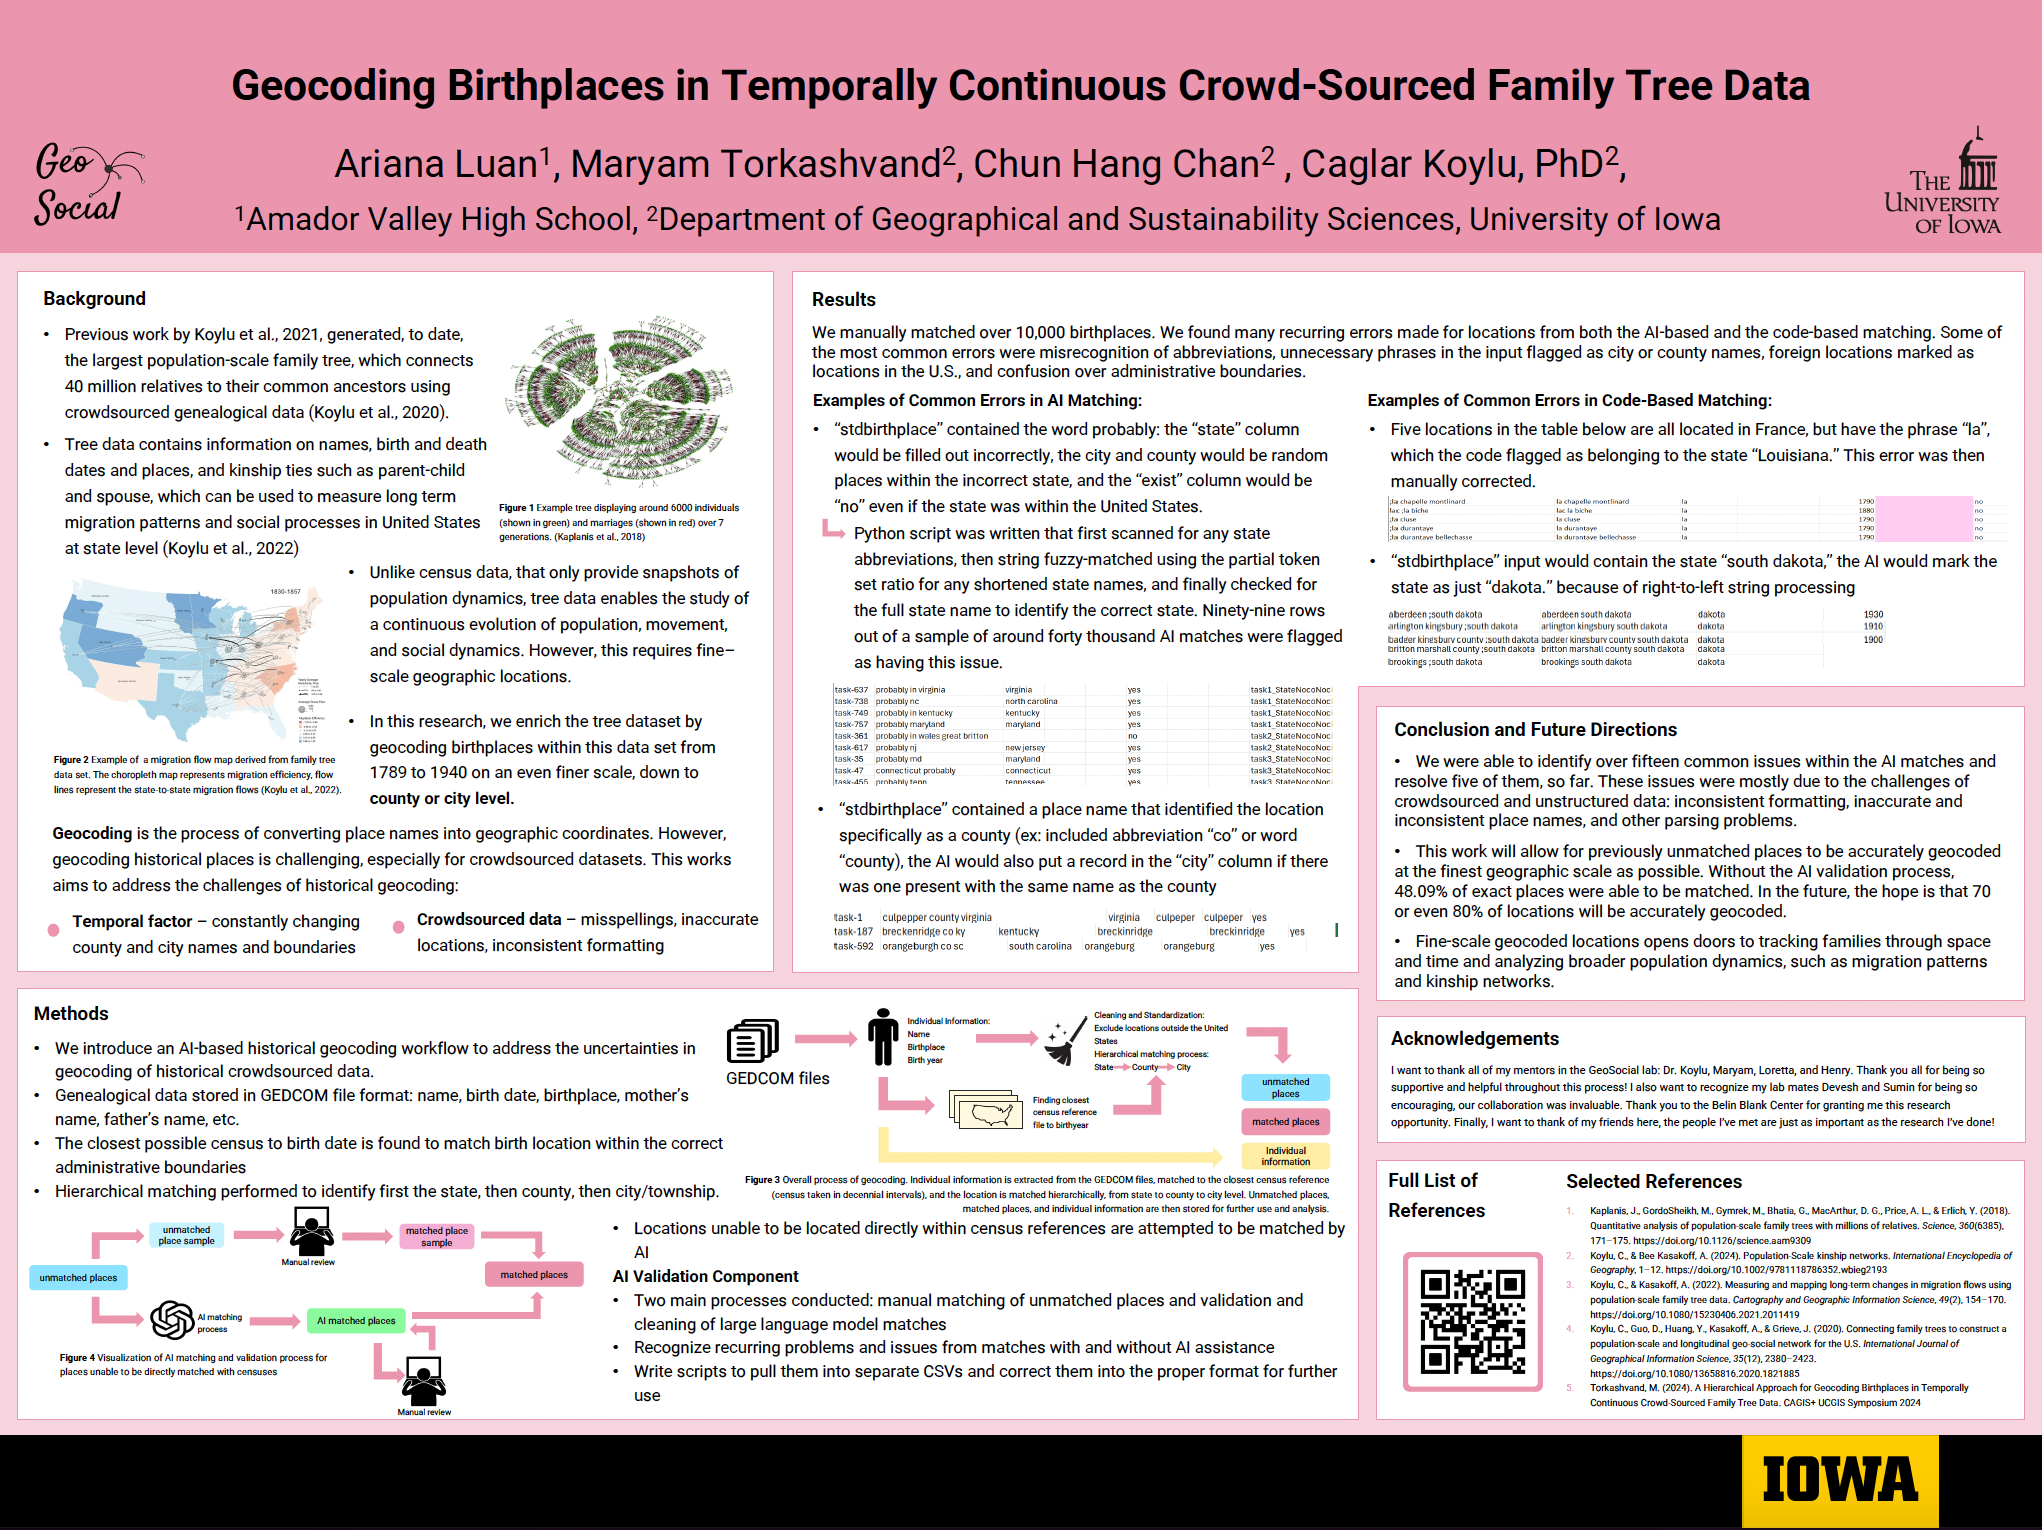 Geocoding Birthplaces in Temporally Continuous Crowd-Sourced Family Tree Data
Geo
Social
Ariana Luan1, Maryam Torkashvand2, Chun Hang Chan2 , Caglar Koylu, PhD2,
1Amador Valley High School, 2Department of Geographical and Sustainability Sciences, University of Iowa
THE
UNIVERSITY
OF IOWA
Background
• Previous work by Koylu et al., 2021, generated, to date,
the largest population-scale family tree, which connects
40 million relatives to their common ancestors using
crowdsourced genealogical data (Koylu et al., 2020).
• Tree data contains information on names, birth and death
dates and places, and kinship ties such as parent-child
and spouse, which can be used to measure long term
migration patterns and social processes in United States
at state level (Koylu et al., 2022)
Figure 1 Example tree displaying around 6000 individuals
(shown in green) and marriages (shown in red) over 7
generations. (Kaplanis et al., 2018)
1830-1857
Figure 2 Example of a migration flow map derived from family tree
data set. The choropleth map represents migration efficiency, flow
lines represent the state-to-state migration flows (Koylu et al., 2022).
• Unlike census data, that only provide snapshots of
population dynamics, tree data enables the study of
a continuous evolution of population, movement,
and social dynamics. However, this requires fine–
scale geographic locations.
• In this research, we enrich the tree dataset by
geocoding birthplaces within this data set from
1789 to 1940 on an even finer scale, down to
county or city level.
Geocoding is the process of converting place names into geographic coordinates. However,
geocoding historical places is challenging, especially for crowdsourced datasets. This works
aims to address the challenges of historical geocoding:
Temporal factor – constantly changing
county and city names and boundaries
Crowdsourced data – misspellings, inaccurate
locations, inconsistent formatting
Results
We manually matched over 10,000 birthplaces. We found many recurring errors made for locations from both the AI-based and the code-based matching. Some of
the most common errors were misrecognition of abbreviations, unnecessary phrases in the input flagged as city or county names, foreign locations marked as
locations in the U.S., and confusion over administrative boundaries.
Examples of Common Errors in AI Matching:
• “stdbirthplace” contained the word probably: the “state” column
would be filled out incorrectly, the city and county would be random
places within the incorrect state, and the “exist” column would be
“no” even if the state was within the United States.
Python script was written that first scanned for any state
abbreviations, then string fuzzy-matched using the partial token
set ratio for any shortened state names, and finally checked for
the full state name to identify the correct state. Ninety-nine rows
out of a sample of around forty thousand AI matches were flagged
as having this issue.
task-637 probably in virginia virginia yes task1_StateNocoNoci
task-738 probably nc north carolina yes task1_StateNocoNoci
task-749 probably in kentucky kentucky yes task1_StateNocoNoci
task-757 probably maryland maryland yes task1_StateNocoNoci
task-361 probably in wales great britton no task2_StateNocoNoci
task-617 probably nj new jersey yes task2_StateNocoNoci
task-35 probably md maryland yes task3_StateNocoNoci
task-47 connecticut probably connecticut yes task3_StateNocoNoci
task-455 probably tenn tennessee yes task3_StateNocoNoci
• “stdbirthplace” contained a place name that identified the location
specifically as a county (ex: included abbreviation “co” or word
“county), the AI would also put a record in the “city” column if there
was one present with the same name as the county
task-1 culpepper county virginia virginia culpeper culpeper yes
task-187 breckenridge co ky kentucky breckinridge breckinridge yes
task-592 orangeburgh co sc south carolina orangeburg orangeburg yes
Examples of Common Errors in Code-Based Matching:
• Five locations in the table below are all located in France, but have the phrase “la”,
which the code flagged as belonging to the state “Louisiana.” This error was then
manually corrected.
;la chapelle montlinard la chapelle montlinard la 1790 no
lac ;la biche lac la biche la 1880 no
;la cluse la cluse la 1790 no
;la durantaye la durantaye la 1790 no
;la durantaye bellechasse la durantaye bellechasse la 1790 no
• “stdbirthplace” input would contain the state “south dakota,” the AI would mark the
state as just “dakota.” because of right-to-left string processing
aberdeen ;south dakota aberdeen south dakota dakota 1930
arlington kingsbury ;south dakota arlington kingsbury south dakota dakota 1910
badger kingsbury county ;south dakota badger kingsbury county south dakota dakota 1900
britton marshall county ;south dakota britton marshall county south dakota dakota
brookings ;south dakota brookings south dakota dakota
Conclusion and Future Directions
• We were able to identify over fifteen common issues within the AI matches and
resolve five of them, so far. These issues were mostly due to the challenges of
crowdsourced and unstructured data: inconsistent formatting, inaccurate and
inconsistent place names, and other parsing problems.
• This work will allow for previously unmatched places to be accurately geocoded
at the finest geographic scale as possible. Without the AI validation process,
48.09% of exact places were able to be matched. In the future, the hope is that 70
or even 80% of locations will be accurately geocoded.
• Fine-scale geocoded locations opens doors to tracking families through space
and time and analyzing broader population dynamics, such as migration patterns
and kinship networks.
Methods
• We introduce an AI-based historical geocoding workflow to address the uncertainties in
geocoding of historical crowdsourced data.
• Genealogical data stored in GEDCOM file format: name, birth date, birthplace, mother’s
name, father’s name, etc.
• The closest possible census to birth date is found to match birth location within the correct
administrative boundaries
• Hierarchical matching performed to identify first the state, then county, then city/township.
GEDCOM files
Individual Information:
Name
Birthplace
Birth year
Cleaning and Standardization:
Exclude locations outside the United
States
Hierarchical matching process:
State County City
Finding closest
census reference
file to birthyear
unmatched
places
matched places
Individual
information
Figure 3 Overall process of geocoding. Individual information is extracted from the GEDCOM files, matched to the closest census reference
(census taken in decennial intervals), and the location is matched hierarchically, from state to county to city level. Unmatched places,
matched places, and individual information are then stored for further use and analysis.
unmatched places
unmatched
place sample
Manual review
matched place
sample
matched places
AI matching
process
AI matched places
Manual review
Figure 4 Visualization of AI matching and validation process for
places unable to be directly matched with censuses
• Locations unable to be located directly within census references are attempted to be matched by
AI
AI Validation Component
• Two main processes conducted: manual matching of unmatched places and validation and
cleaning of large language model matches
• Recognize recurring problems and issues from matches with and without AI assistance
• Write scripts to pull them into separate CSVs and correct them into the proper format for further
use
Acknowledgements
I want to thank all of my mentors in the GeoSocial lab: Dr. Koylu, Maryam, Loretta, and Henry. Thank you all for being so
supportive and helpful throughout this process! I also want to recognize my lab mates Devesh and Sumin for being so
encouraging, our collaboration was invaluable. Thank you to the Belin Blank Center for granting me this research
opportunity. Finally, I want to thank of my friends here, the people I’ve met are just as important as the research I’ve done!
Full List of
References
Selected References
1. Kaplanis, J., GordoSheikh, M., Gymrek, M., Bhatia, G., MacArthur, D. G., Price, A. L., & Erlich, Y. (2018).
Quantitative analysis of population-scale family trees with millions of relatives. Science, 360(6385),
171–175. https://doi.org/10.1126/science.aam9309
2. Koylu, C., & Bee Kasakoff, A. (2024). Population-Scale kinship networks. International Encyclopedia of
Geography, 1–12. https://doi.org/10.1002/9781118786352.wbieg2193
3. Koylu, C., & Kasakoff, A. (2022). Measuring and mapping long-term changes in migration flows using
population-scale family tree data. Cartography and Geographic Information Science, 49(2), 154–170.
https://doi.org/10.1080/15230406.2021.2011419
4. Koylu, C., Guo, D., Huang, Y., Kasakoff, A., & Grieve, J. (2020). Connecting family trees to construct a
population-scale and longitudinal geo-social network for the U.S. International Journal of
Geographical Information Science, 35(12), 2380–2423.
https://doi.org/10.1080/13658816.2020.1821885
5. Torkashvand, M. (2024). A Hierarchical Approach for Geocoding Birthplaces in Temporally
Continuous Crowd-Sourced Family Tree Data. CAGIS+ UCGIS Symposium 2024
IOWA